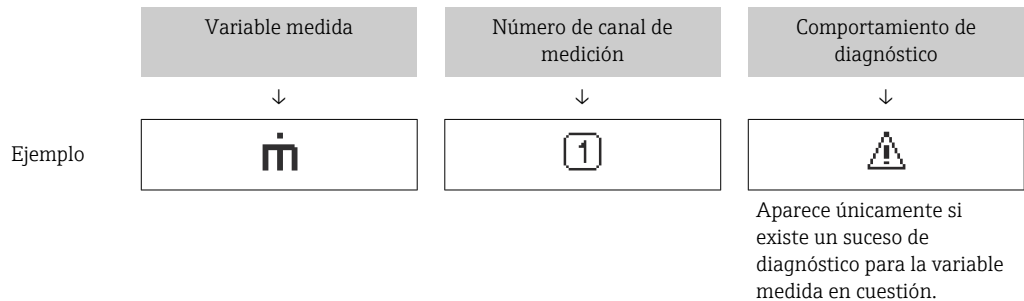 Variable medida
Número de canal de
medición
Comportamiento de
diagnóstico
↓ ↓ ↓
Ejemplo
ṁ
1
Aparece únicamente si
existe un suceso de
diagnóstico para la variable
medida en cuestión.